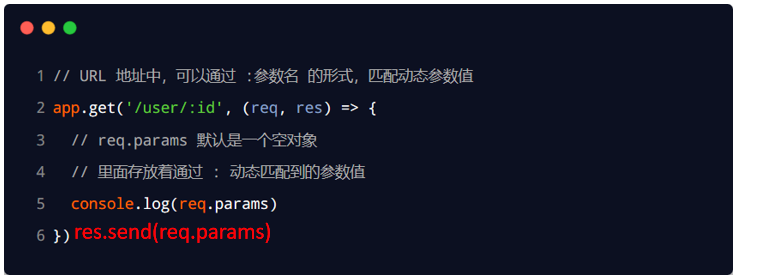 1 // URL 地址中，可以通过 :参数名 的形式，匹配动态参数值
2 app.get('/user/:id', (req, res) => {
3 // req.params 默认是一个空对象
4 // 里面存放着通过 : 动态匹配到的参数值
5 console.log(req.params)
6 }) res.send(req.params)